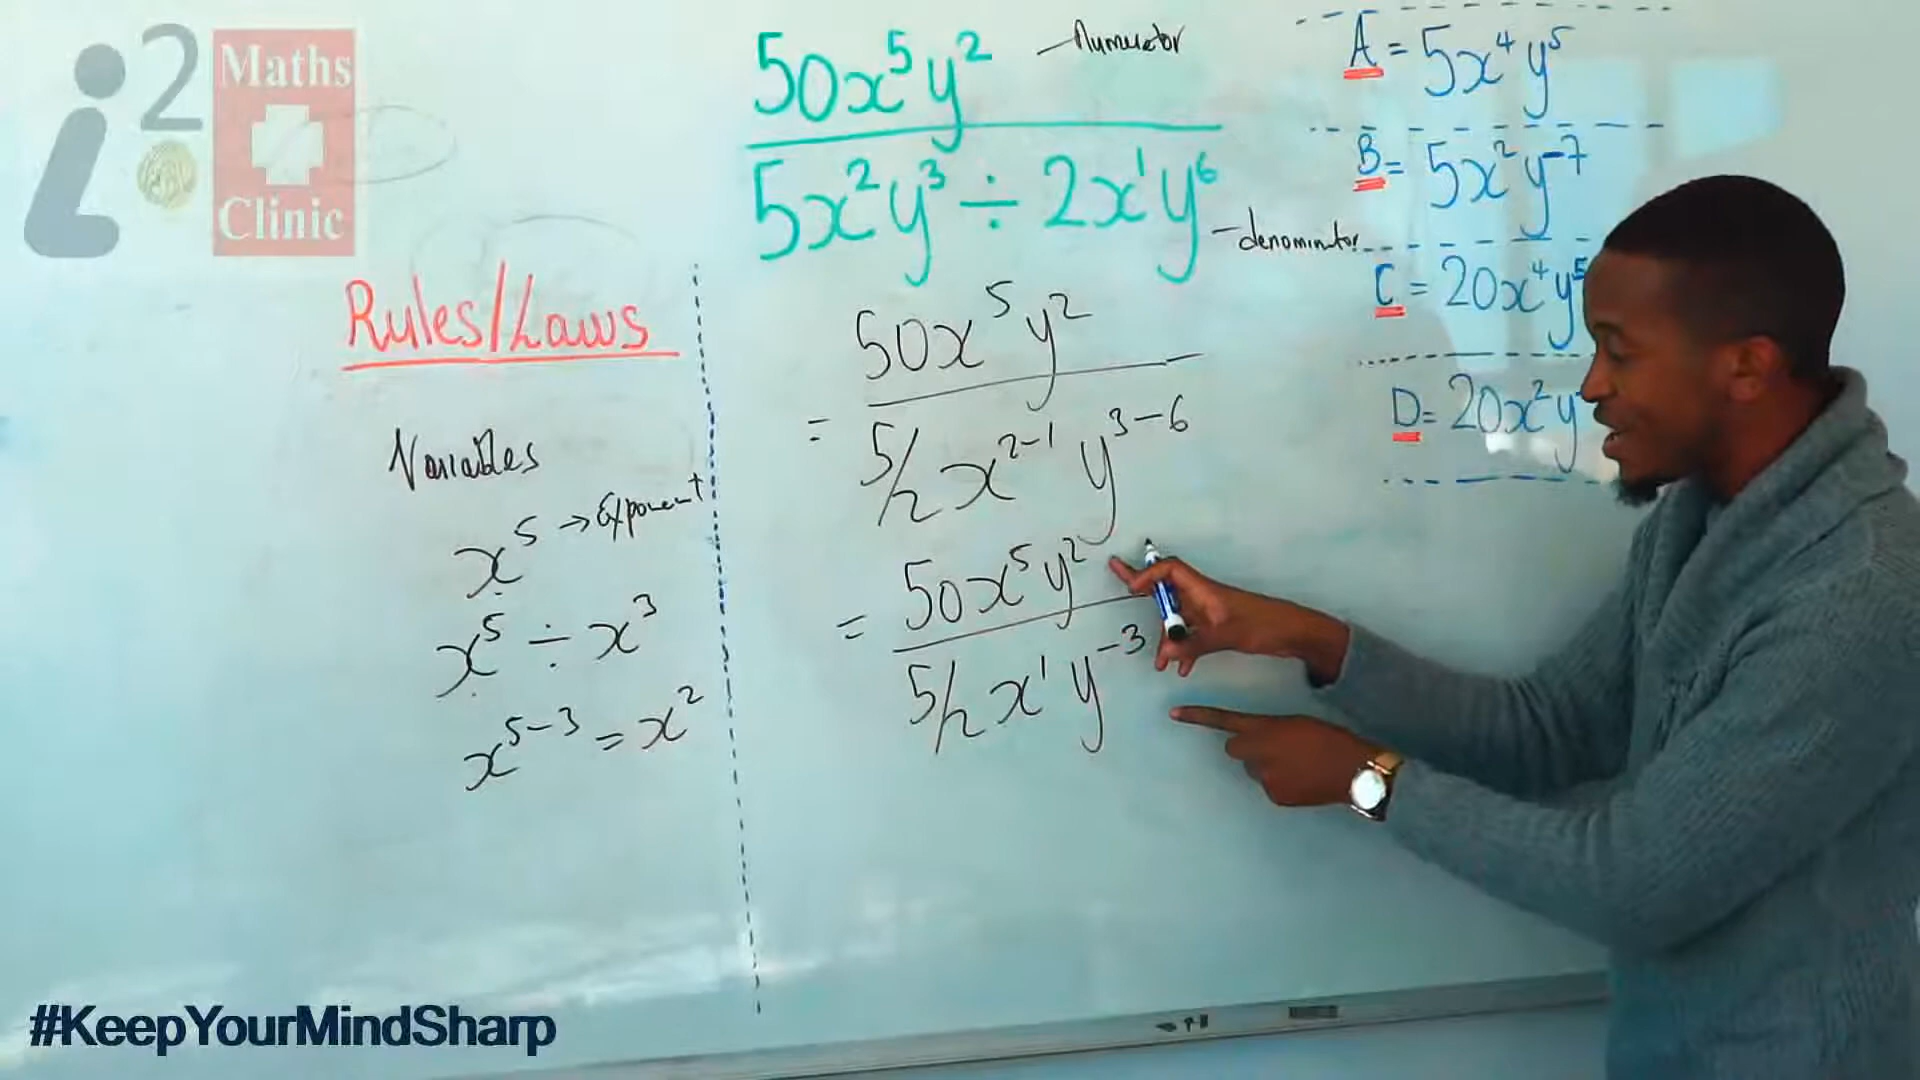 i2
Maths
Clinic
50x⁵y² – Numerator
5x²y³ ÷ 2x¹y⁶ – denominator
A = 5x⁴y⁵
B = 5x²y⁻⁷
C = 20x⁴y⁵
D = 20x²y
Rules/Laws
Variables
x⁵ → Exponent
x⁵ ÷ x³
x⁵⁻³ = x²
= 50x⁵y²
5/2 x²⁻¹ y³⁻⁶
= 50x⁵y²
5/2 x¹ y⁻³
#KeepYourMindSharp